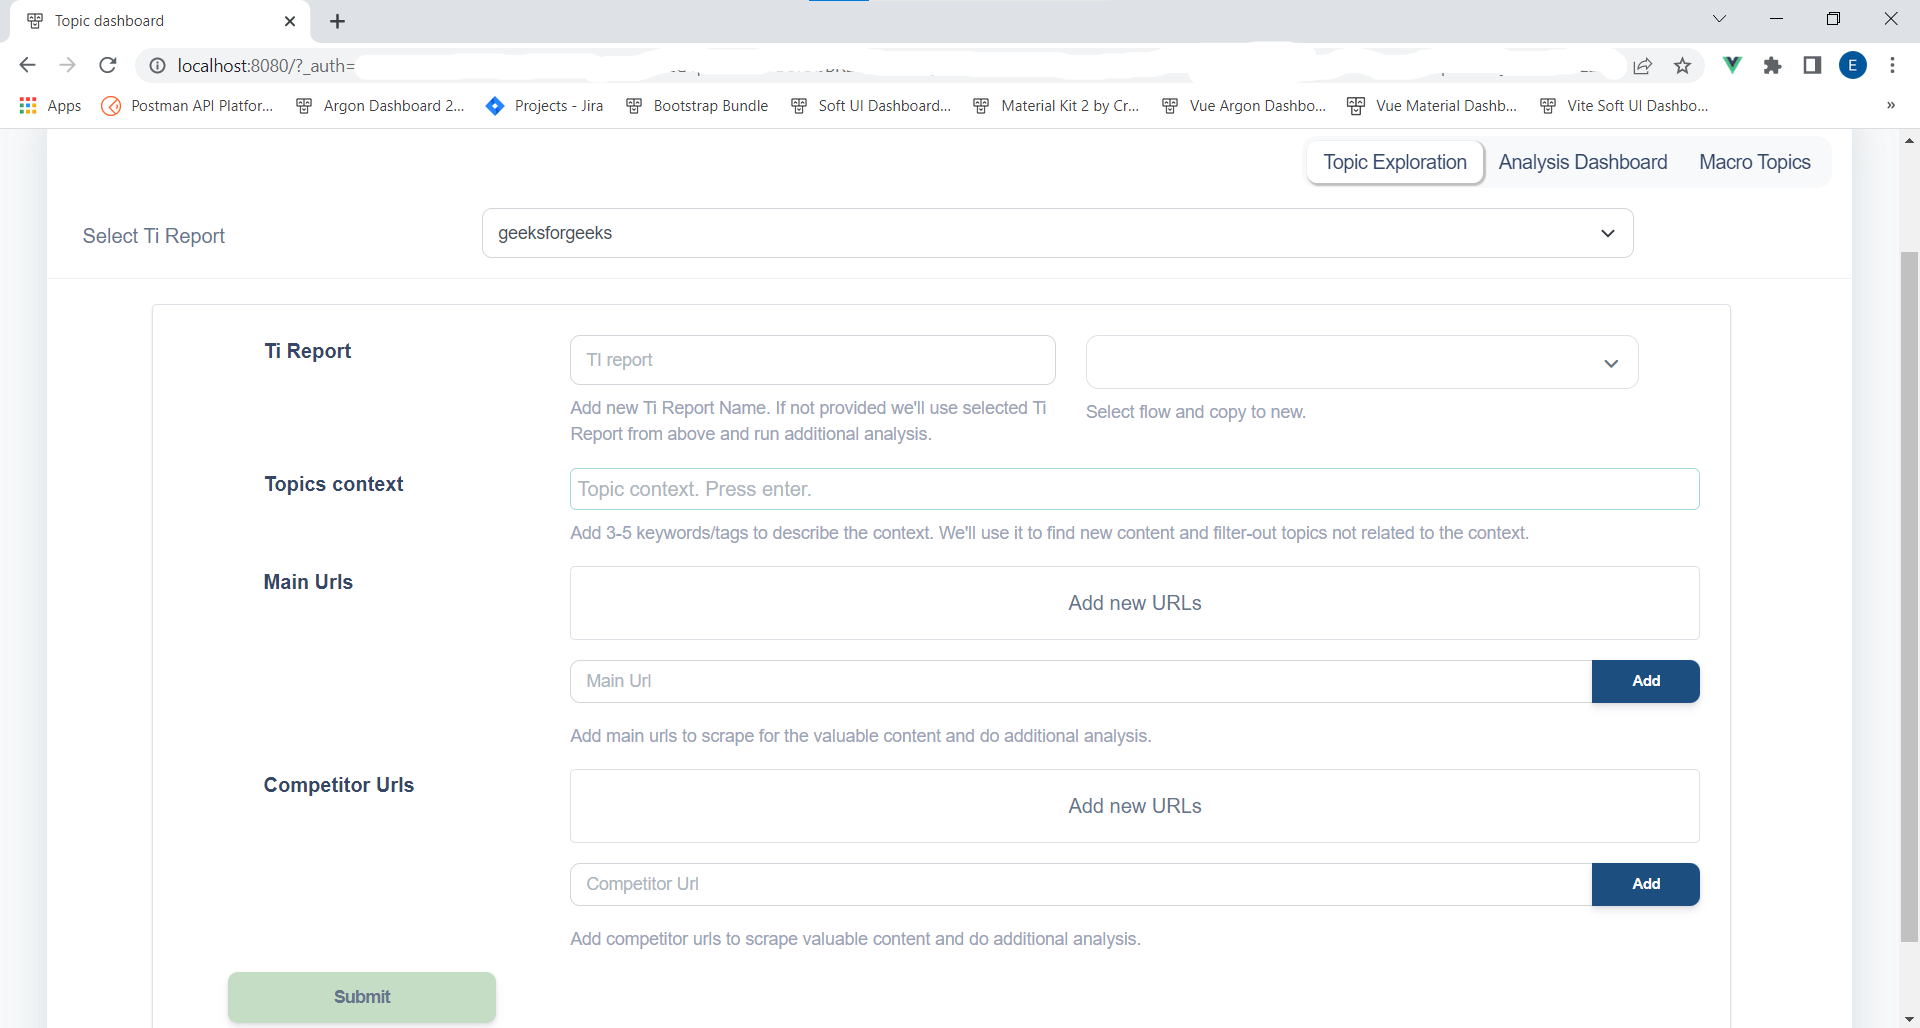 Topic dashboard
localhost:8080/?_auth=
E
Apps
Postman API Platfor...
Argon Dashboard 2...
Projects - Jira
Bootstrap Bundle
Soft UI Dashboard...
Material Kit 2 by Cr...
Vue Argon Dashbo...
Vue Material Dashb...
Vite Soft UI Dashbo...
»
Topic Exploration
Analysis Dashboard
Macro Topics
Select Ti Report
geeksforgeeks
Ti Report
TI report
Add new Ti Report Name. If not provided we'll use selected Ti
Report from above and run additional analysis.
Select flow and copy to new.
Topics context
Topic context. Press enter.
Add 3-5 keywords/tags to describe the context. We'll use it to find new content and filter-out topics not related to the context.
Main Urls
Add new URLs
Main Url
Add
Add main urls to scrape for the valuable content and do additional analysis.
Competitor Urls
Add new URLs
Competitor Url
Add
Add competitor urls to scrape valuable content and do additional analysis.
Submit